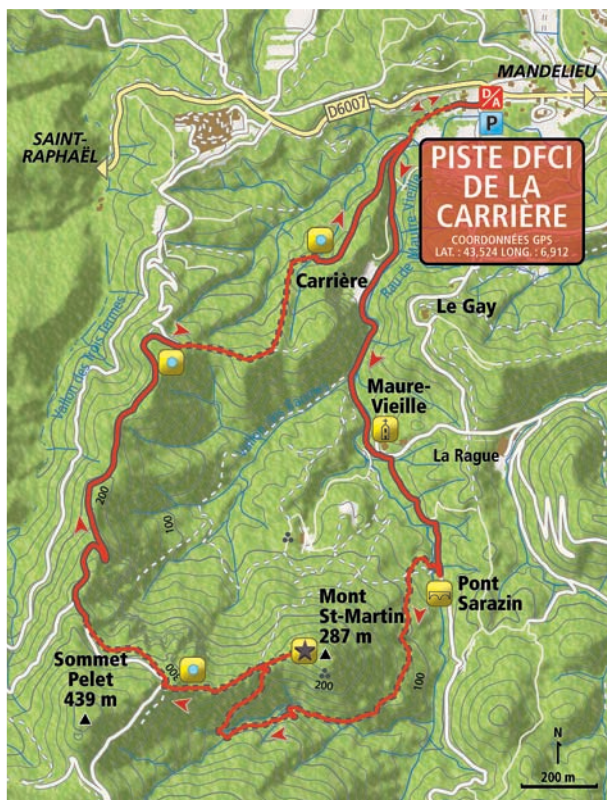 MANDELIEU
D/A
D6007
P
SAINT-
RAPHAËL
PISTE DFCI
DE LA
CARRIÈRE
COORDONNÉES GPS
LAT. : 43,524 LONG. : 6,912
Rau de Maure-Vieille
Carrière
Le Gay
Vallon des Trois Termes
Maure-
Vieille
La Rague
200
100
Pont
Sarazin
Mont
St-Martin
287 m
Sommet
Pelet
439 m
300
200
100
N
200 m